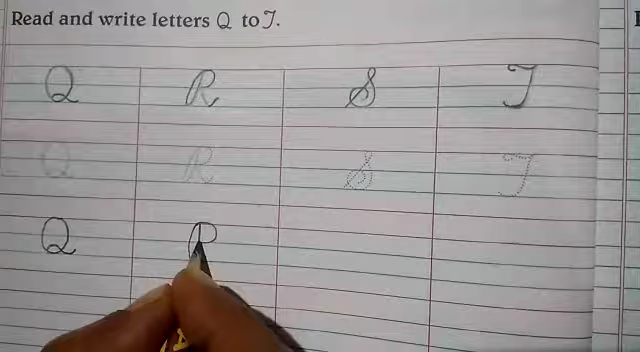 Read and write letters Q to T.
Q R S T
Q R S T
Q R